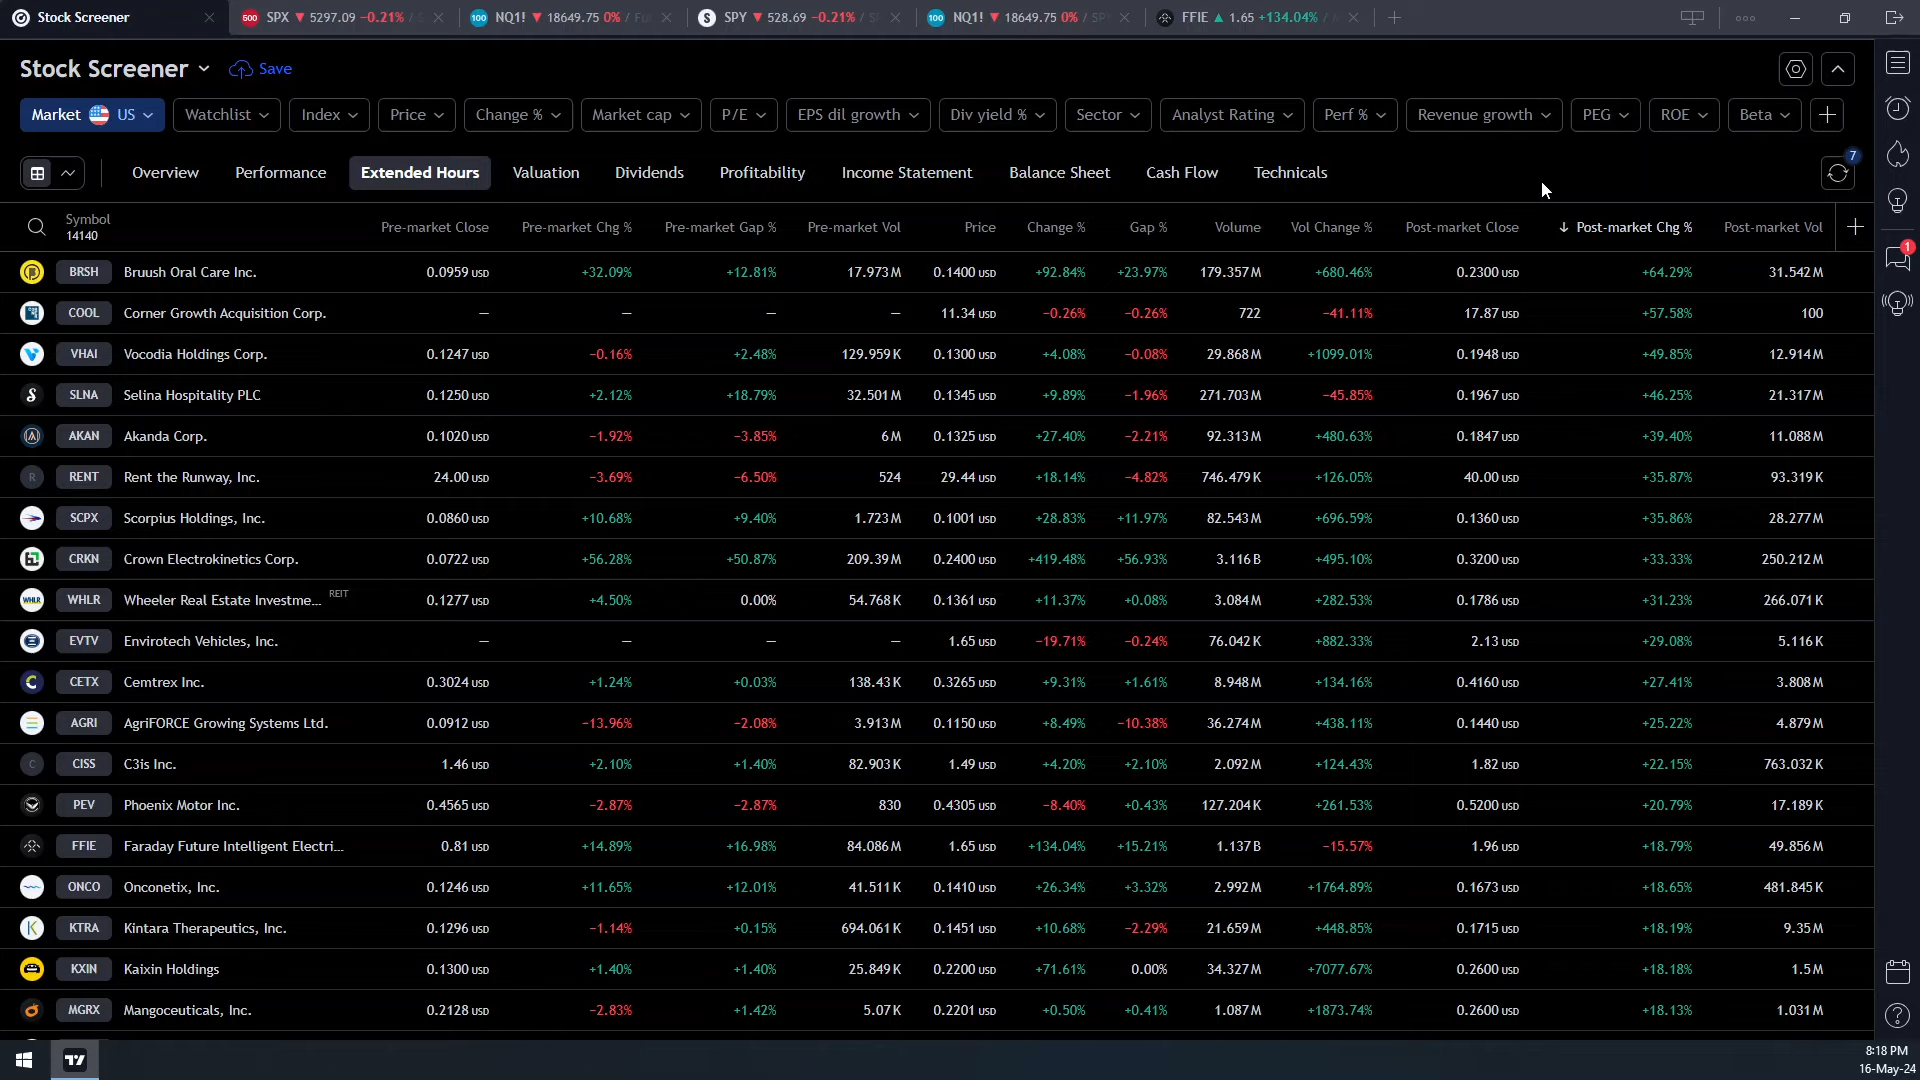 Stock Screener
SPX 5297.09 −0.21%
NQ1! 18649.75 0%
SPY 528.69 −0.21%
NQ1! 18649.75 0% / SP
FFIE 1.65 +134.04%
Stock Screener Save
Market US Watchlist Index Price Change % Market cap P/E EPS dil growth Div yield % Sector Analyst Rating Perf % Revenue growth PEG ROE Beta
Overview Performance Extended Hours Valuation Dividends Profitability Income Statement Balance Sheet Cash Flow Technicals 7
Symbol 14140 Pre-market Close Pre-market Chg % Pre-market Gap % Pre-market Vol Price Change % Gap % Volume Vol Change % Post-market Close Post-market Chg % Post-market Vol
BRSH Bruush Oral Care Inc. 0.0959 USD +32.09% +12.81% 17.973M 0.1400 USD +92.84% +23.97% 179.357M +680.46% 0.2300 USD +64.29% 31.542M
COOL Corner Growth Acquisition Corp. — — — — 11.34 USD −0.26% −0.26% 722 −41.11% 17.87 USD +57.58% 100
VHAI Vocodia Holdings Corp. 0.1247 USD −0.16% +2.48% 129.959K 0.1300 USD +4.08% −0.08% 29.868M +1099.01% 0.1948 USD +49.85% 12.914M
SLNA Selina Hospitality PLC 0.1250 USD +2.12% +18.79% 32.501M 0.1345 USD +9.89% −1.96% 271.703M −45.85% 0.1967 USD +46.25% 21.317M
AKAN Akanda Corp. 0.1020 USD −1.92% −3.85% 6M 0.1325 USD +27.40% −2.21% 92.313M +480.63% 0.1847 USD +39.40% 11.088M
R RENT Rent the Runway, Inc. 24.00 USD −3.69% −6.50% 524 29.44 USD +18.14% −4.82% 746.479K +126.05% 40.00 USD +35.87% 93.319K
SCPX Scorpius Holdings, Inc. 0.0860 USD +10.68% +9.40% 1.723M 0.1001 USD +28.83% +11.97% 82.543M +696.59% 0.1360 USD +35.86% 28.277M
CRKN Crown Electrokinetics Corp. 0.0722 USD +56.28% +50.87% 209.39M 0.2400 USD +419.48% +56.93% 3.116B +495.10% 0.3200 USD +33.33% 250.212M
WHLR WHLR Wheeler Real Estate Investme... REIT 0.1277 USD +4.50% 0.00% 54.768K 0.1361 USD +11.37% +0.08% 3.084M +282.53% 0.1786 USD +31.23% 266.071K
EVTV Envirotech Vehicles, Inc. — — — — 1.65 USD −19.71% −0.24% 76.042K +882.33% 2.13 USD +29.08% 5.116K
CETX Cemtrex Inc. 0.3024 USD +1.24% +0.03% 138.43K 0.3265 USD +9.31% +1.61% 8.948M +134.16% 0.4160 USD +27.41% 3.808M
AGRI AgriFORCE Growing Systems Ltd. 0.0912 USD −13.96% −2.08% 3.913M 0.1150 USD +8.49% −10.38% 36.274M +438.11% 0.1440 USD +25.22% 4.879M
C CISS C3is Inc. 1.46 USD +2.10% +1.40% 82.903K 1.49 USD +4.20% +2.10% 2.092M +124.43% 1.82 USD +22.15% 763.032K
PEV Phoenix Motor Inc. 0.4565 USD −2.87% −2.87% 830 0.4305 USD −8.40% +0.43% 127.204K +261.53% 0.5200 USD +20.79% 17.189K
FFIE Faraday Future Intelligent Electri... 0.81 USD +14.89% +16.98% 84.086M 1.65 USD +134.04% +15.21% 1.137B −15.57% 1.96 USD +18.79% 49.856M
ONCO Onconetix, Inc. 0.1246 USD +11.65% +12.01% 41.511K 0.1410 USD +26.34% +3.32% 2.992M +1764.89% 0.1673 USD +18.65% 481.845K
KTRA Kintara Therapeutics, Inc. 0.1296 USD −1.14% +0.15% 694.061K 0.1451 USD +10.68% −2.29% 21.659M +448.85% 0.1715 USD +18.19% 9.35M
KXIN Kaixin Holdings 0.1300 USD +1.40% +1.40% 25.849K 0.2200 USD +71.61% 0.00% 34.327M +7077.67% 0.2600 USD +18.18% 1.5M
MGRX Mangoceuticals, Inc. 0.2128 USD −2.83% +1.42% 5.07K 0.2201 USD +0.50% +0.41% 1.087M +1873.74% 0.2600 USD +18.13% 1.031M
1
8:18 PM
16-May-24